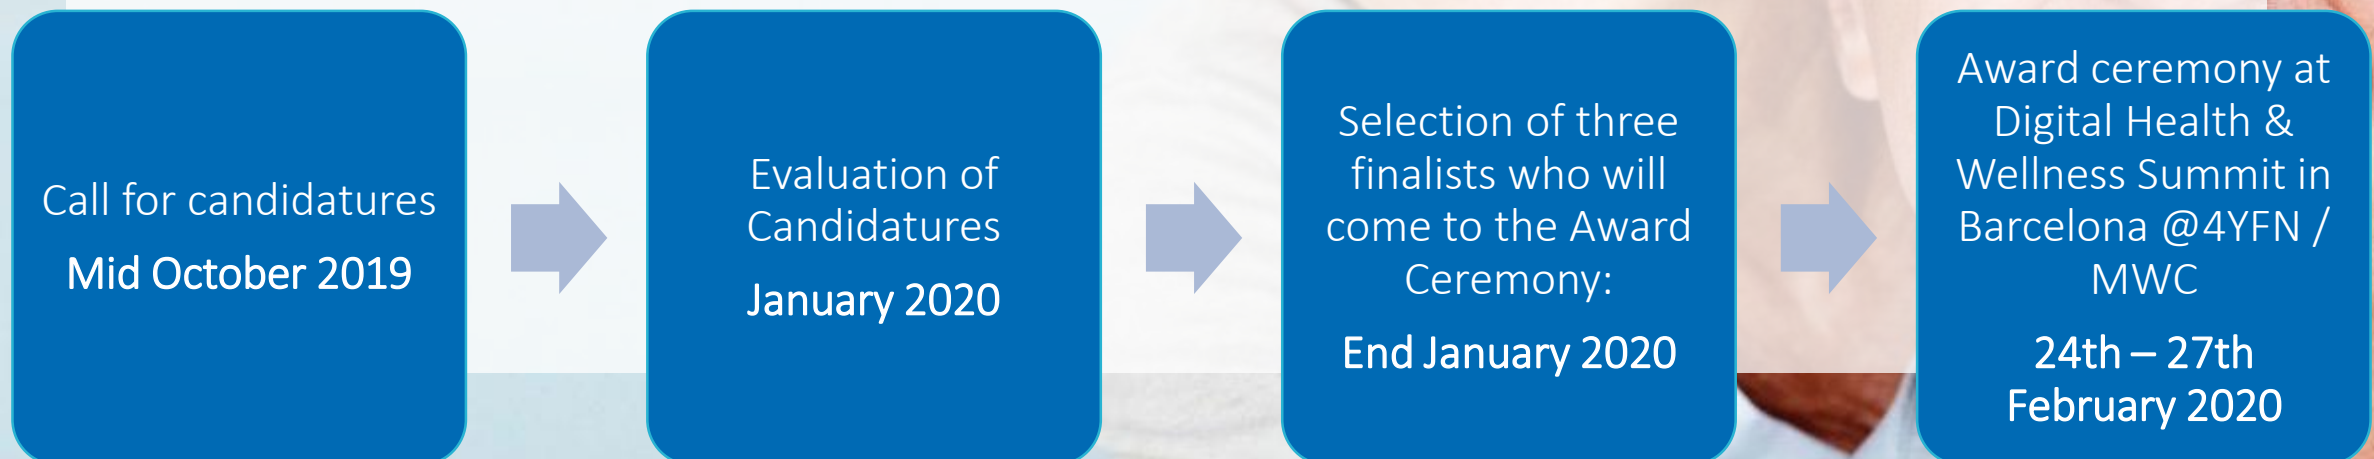 Call for candidatures
Mid October 2019
Evaluation of
Candidatures
January 2020
Selection of three
finalists who will
come to the Award
Ceremony:
End January 2020
Award ceremony at
Digital Health &
Wellness Summit in
Barcelona @4YFN /
MWC
24th – 27th
February 2020